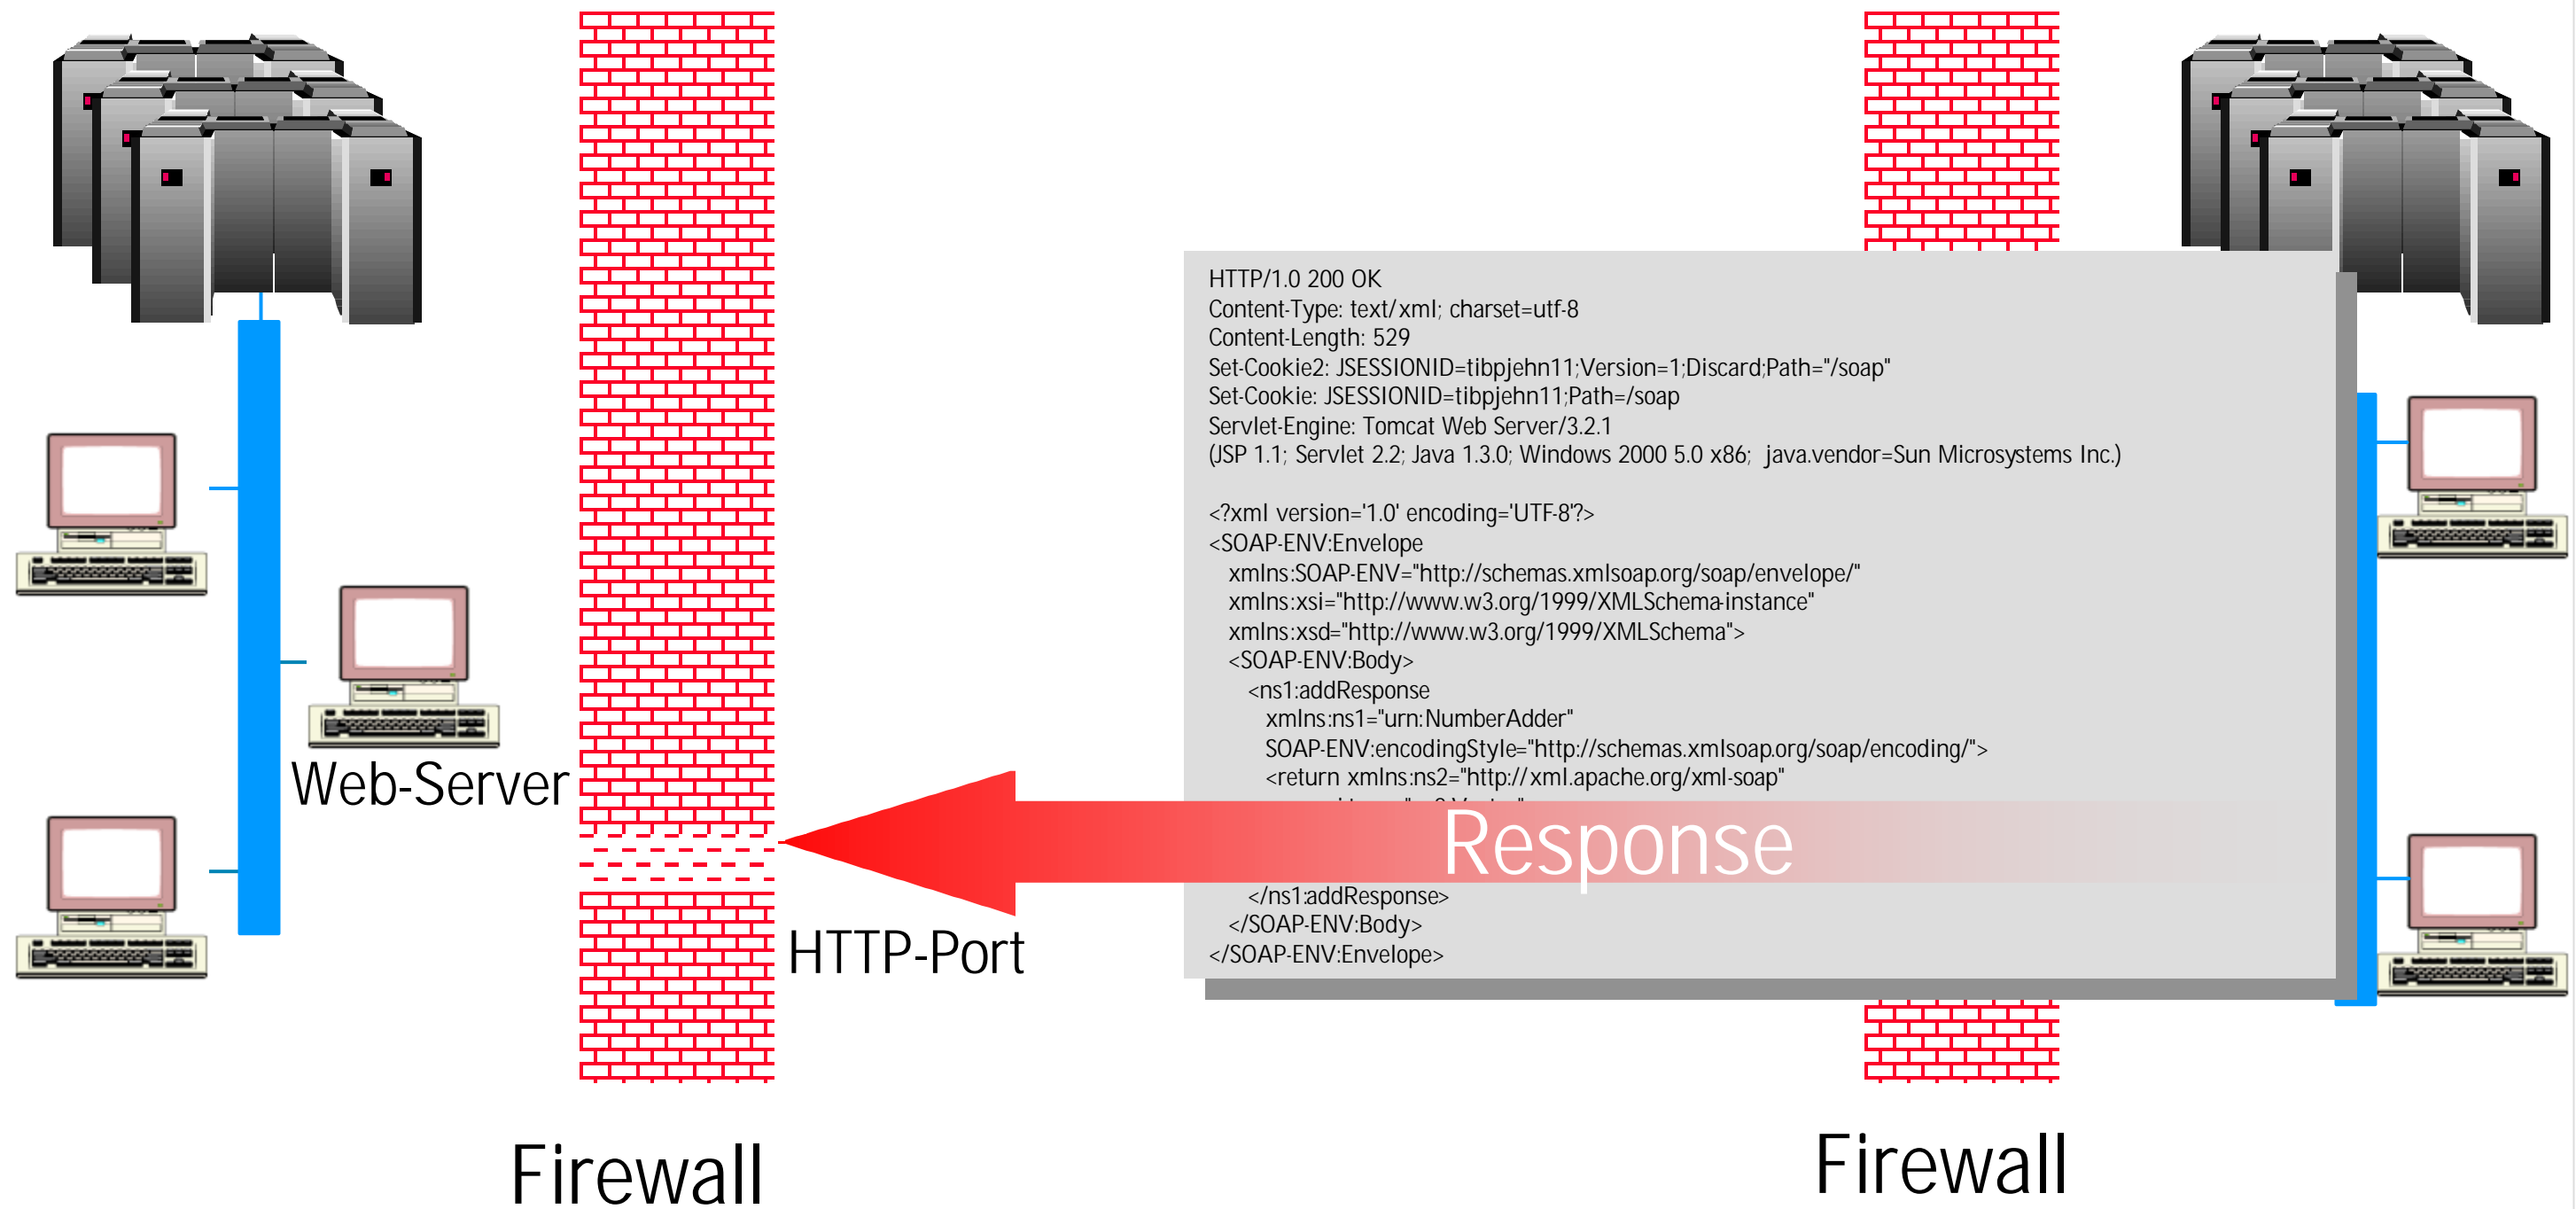 HTTP/1.0 200 OK
Content-Type: text/xml; charset=utf-8
Content-Length: 529
Set-Cookie2: JSESSIONID=tibpjehn11;Version=1;Discard;Path="/soap"
Set-Cookie: JSESSIONID=tibpjehn11;Path=/soap
Servlet-Engine: Tomcat Web Server/3.2.1
(JSP 1.1; Servlet 2.2; Java 1.3.0; Windows 2000 5.0 x86; java.vendor=Sun Microsystems Inc.)
<?xml version='1.0' encoding='UTF-8'?>
<SOAP-ENV:Envelope
xmlns:SOAP-ENV="http://schemas.xmlsoap.org/soap/envelope/"
xmlns:xsi="http://www.w3.org/1999/XMLSchema-instance"
xmlns:xsd="http://www.w3.org/1999/XMLSchema">
<SOAP-ENV:Body>
<ns1:addResponse
xmlns:ns1="urn:NumberAdder"
SOAP-ENV:encodingStyle="http://schemas.xmlsoap.org/soap/encoding/">
<return xmlns:ns2="http://xml.apache.org/xml-soap"
Response
</ns1:addResponse>
</SOAP-ENV:Body>
</SOAP-ENV:Envelope>
Web-Server
HTTP-Port
Firewall
Firewall